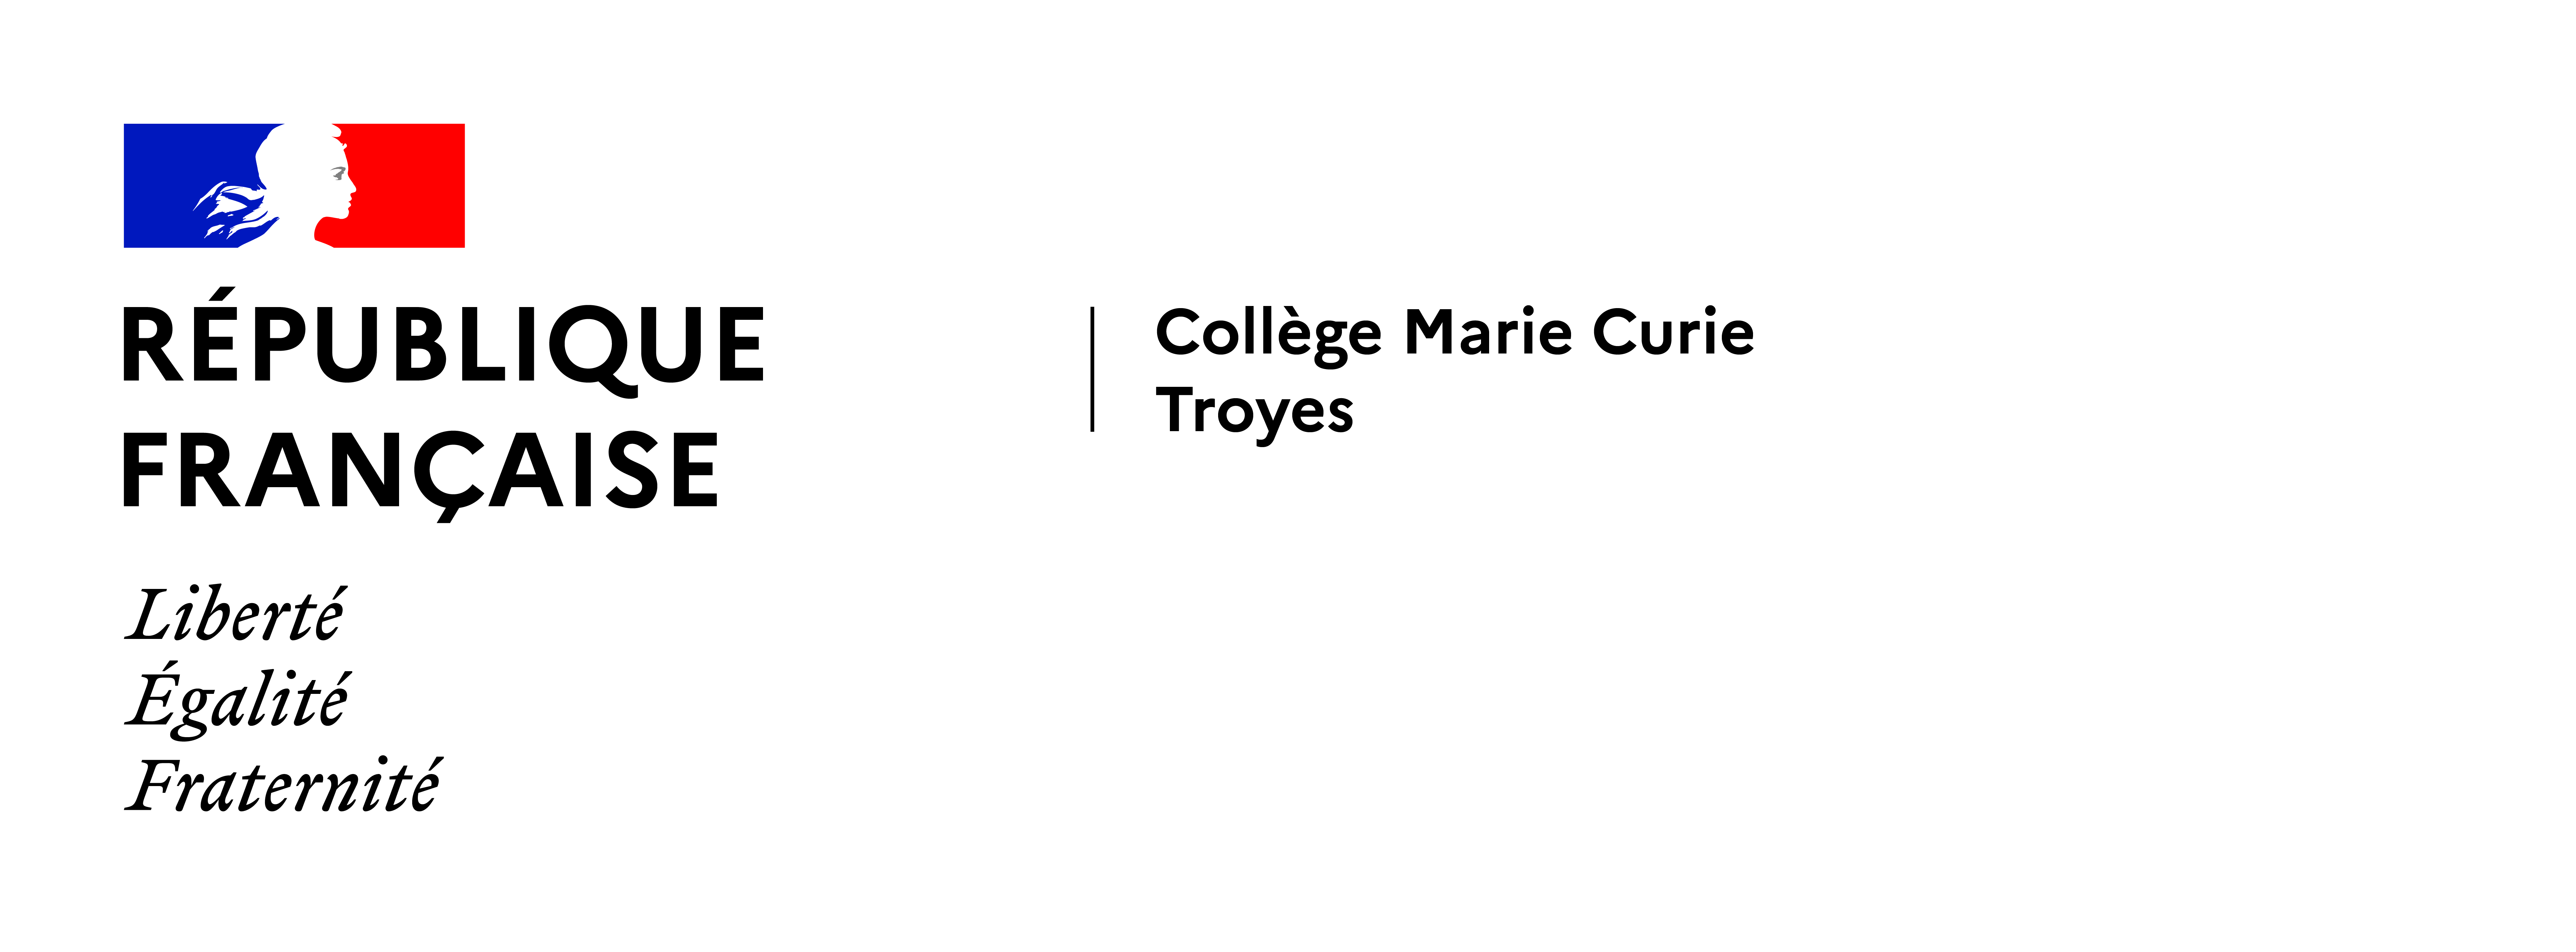 RÉPUBLIQUE
FRANÇAISE
Liberté
Égalité
Fraternité
Collège Marie Curie
Troyes